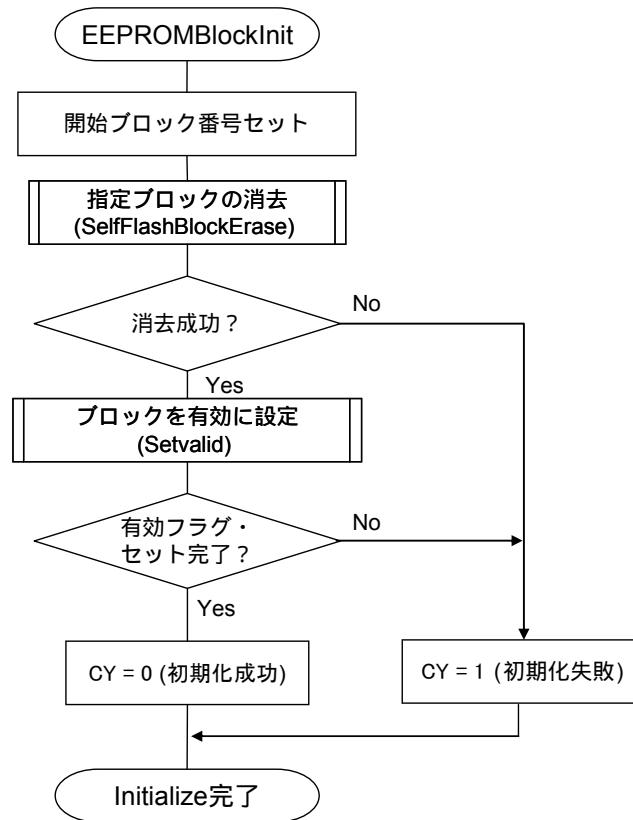 EEPROMBlockInit
開始ブロック番号セット
指定ブロックの消去
(SelfFlashBlockErase)
消去成功？
No
Yes
ブロックを有効に設定
(Setvalid)
有効フラグ・
セット完了？
No
Yes
CY = 0 (初期化成功)
CY = 1 (初期化失敗)
Initialize完了